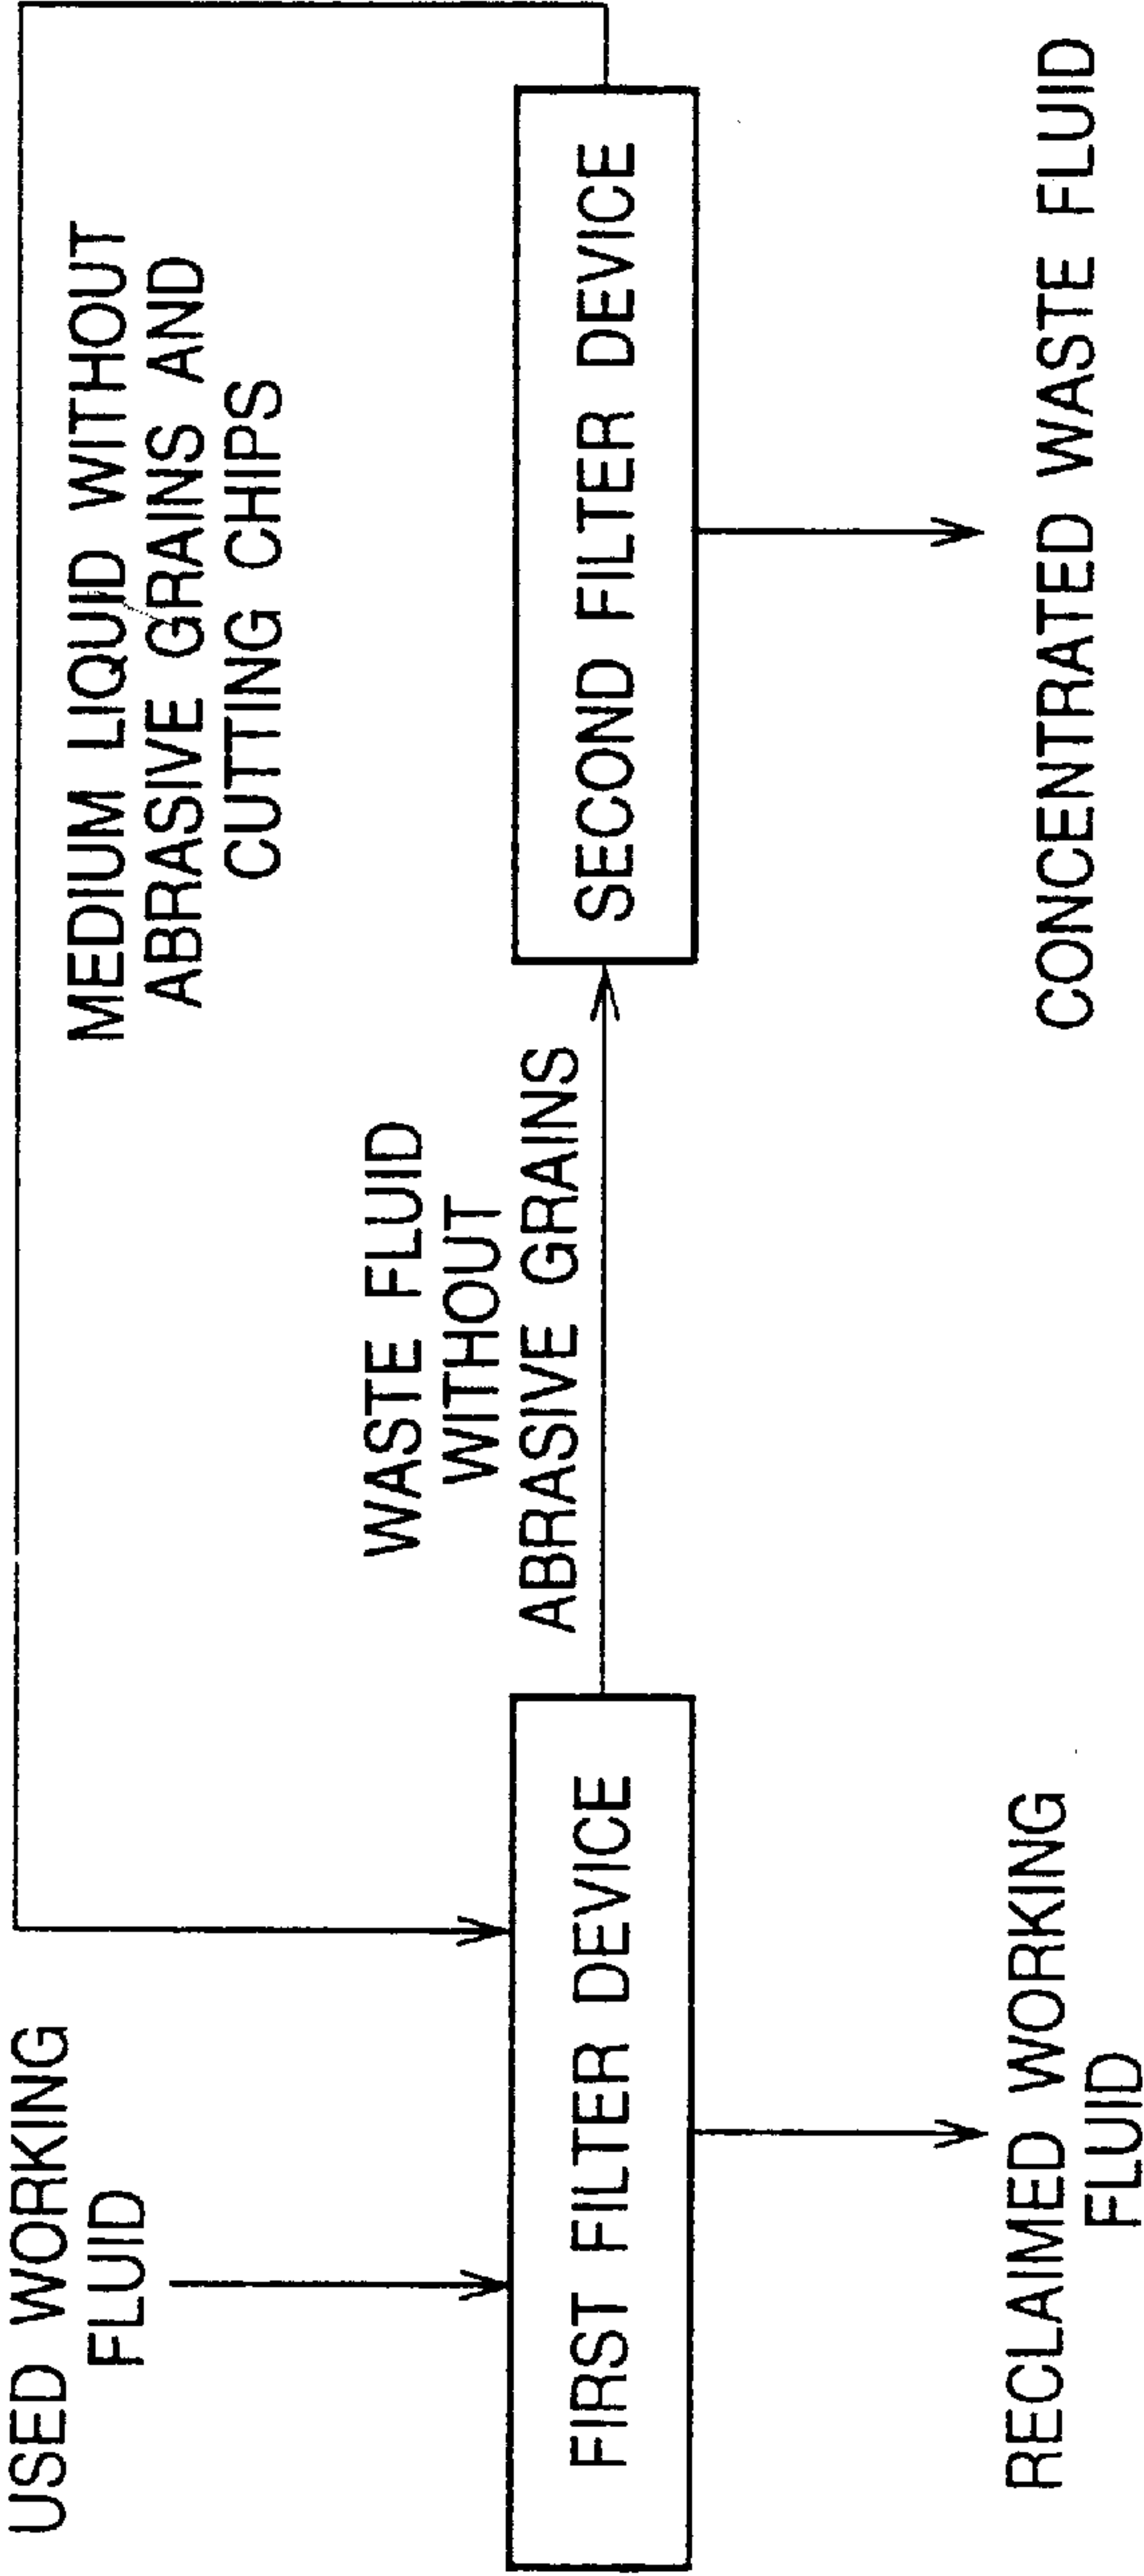 USED WORKING
FLUID
MEDIUM LIQUID WITHOUT
ABRASIVE GRAINS AND
CUTTING CHIPS
WASTE FLUID
WITHOUT
ABRASIVE GRAINS
FIRST FILTER DEVICE
SECOND FILTER DEVICE
RECLAIMED WORKING
FLUID
CONCENTRATED WASTE FLUID